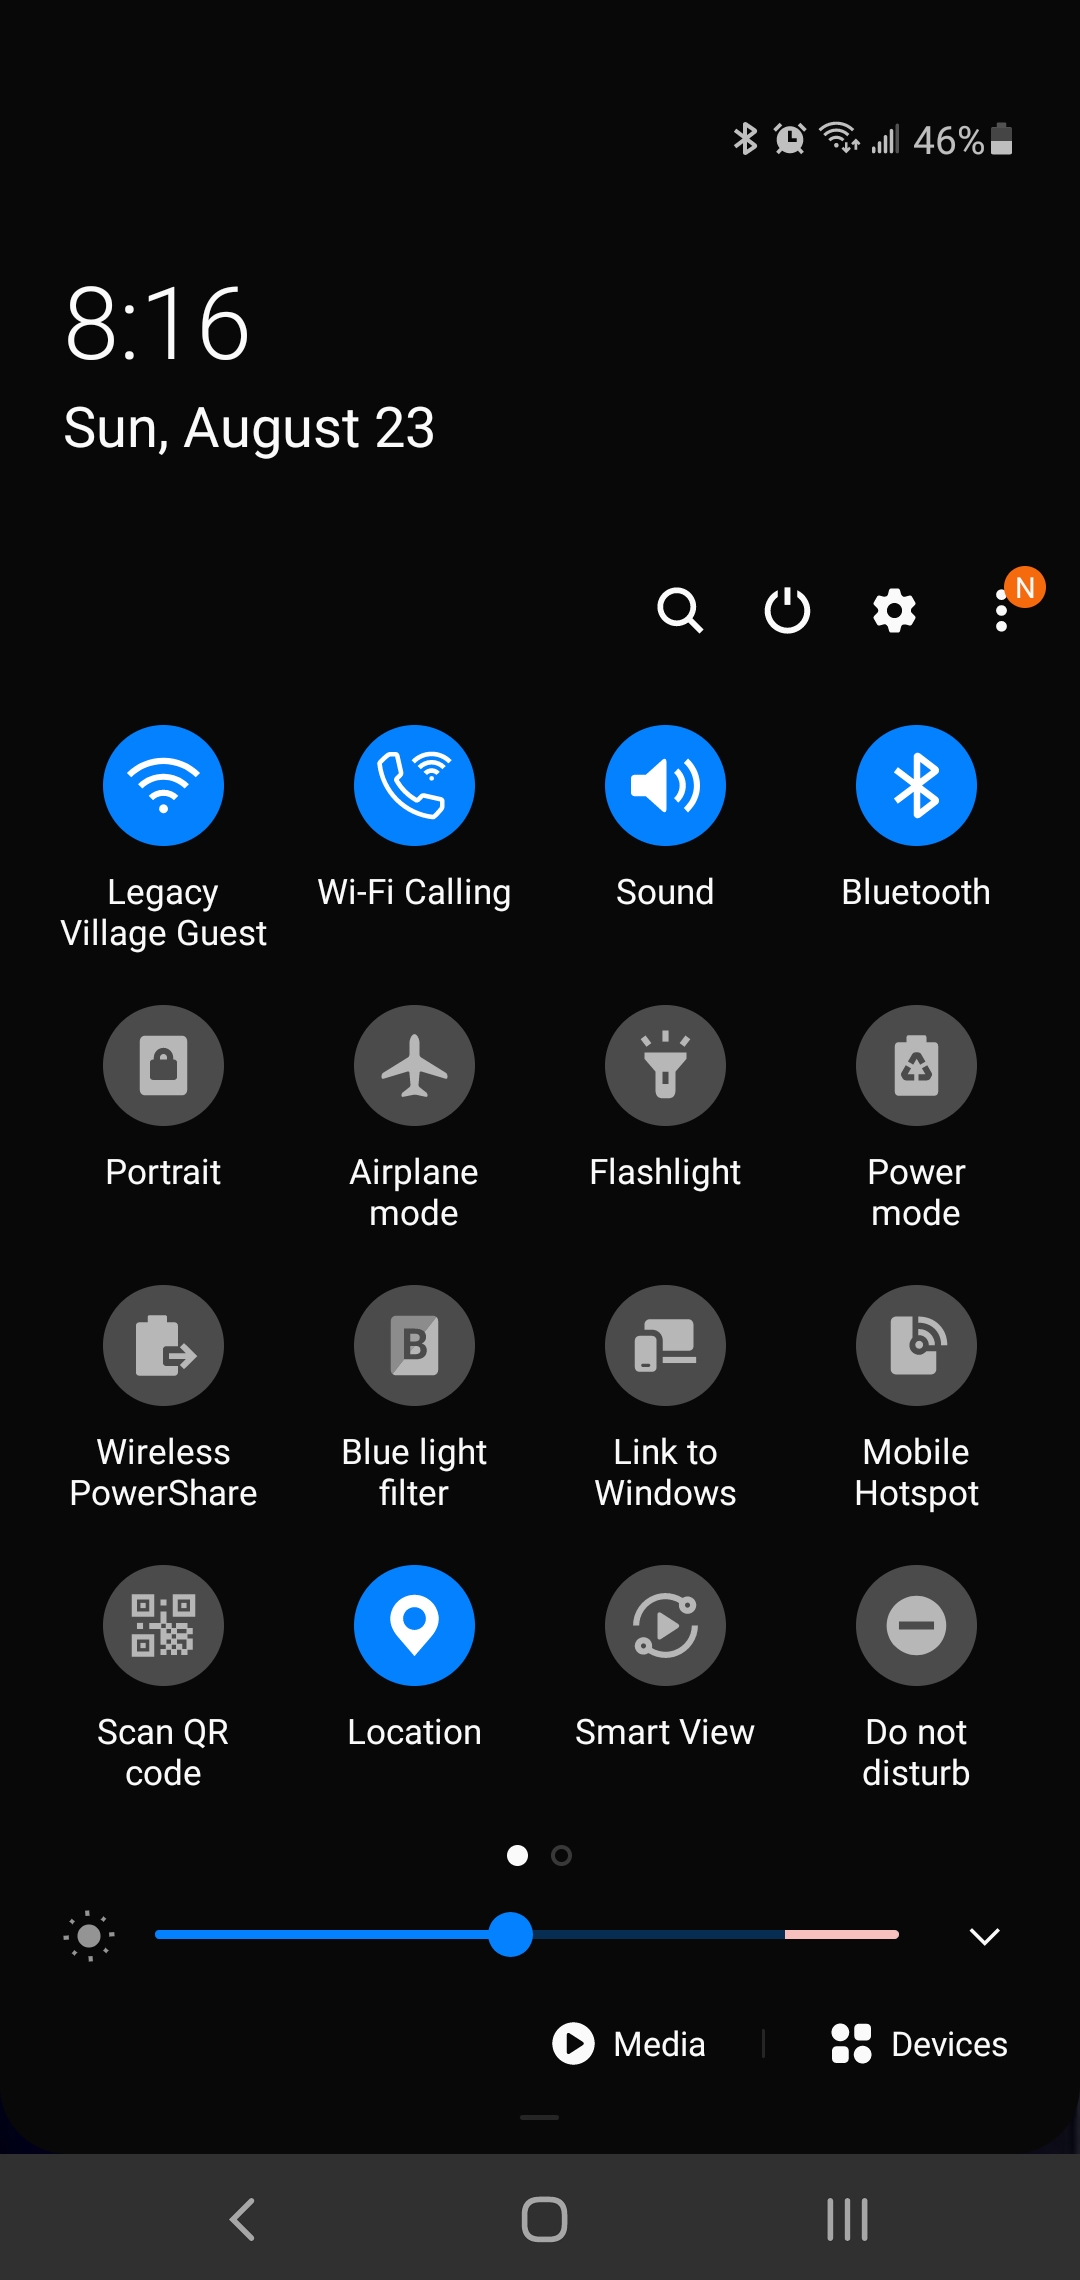 46%
8:16
Sun, August 23
N
Legacy
Village Guest
Wi-Fi Calling
Sound
Bluetooth
Portrait
Airplane
mode
Flashlight
Power
mode
Wireless
PowerShare
B
Blue light
filter
Link to
Windows
Mobile
Hotspot
Scan QR
code
Location
Smart View
Do not
disturb
Media
Devices